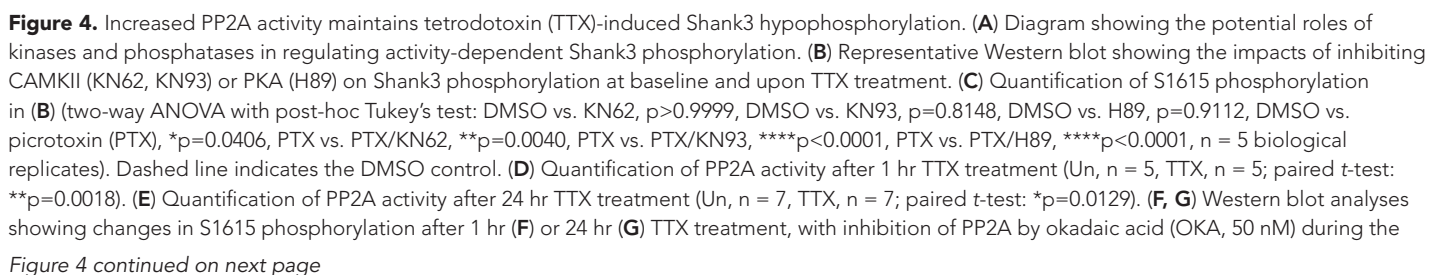 Figure 4. Increased PP2A activity maintains tetrodotoxin (TTX)-induced Shank3 hypophosphorylation. (A) Diagram showing the potential roles of
kinases and phosphatases in regulating activity-dependent Shank3 phosphorylation. (B) Representative Western blot showing the impacts of inhibiting
CAMKII (KN62, KN93) or PKA (H89) on Shank3 phosphorylation at baseline and upon TTX treatment. (C) Quantification of S1615 phosphorylation
in (B) (two-way ANOVA with post-hoc Tukey's test: DMSO vs. KN62, p>0.9999, DMSO vs. KN93, p=0.8148, DMSO vs. H89, p=0.9112, DMSO vs.
picrotoxin (PTX), *p=0.0406, PTX vs. PTX/KN62, **p=0.0040, PTX vs. PTX/KN93, ****p<0.0001, PTX vs. PTX/H89, ****p<0.0001, n = 5 biological
replicates). Dashed line indicates the DMSO control. (D) Quantification of PP2A activity after 1 hr TTX treatment (Un, n = 5, TTX, n = 5; paired t-test:
**p=0.0018). (E) Quantification of PP2A activity after 24 hr TTX treatment (Un, n = 7, TTX, n = 7; paired t-test: *p=0.0129). (F, G) Western blot analyses
showing changes in S1615 phosphorylation after 1 hr (F) or 24 hr (G) TTX treatment, with inhibition of PP2A by okadaic acid (OKA, 50 nM) during the
Figure 4 continued on next page